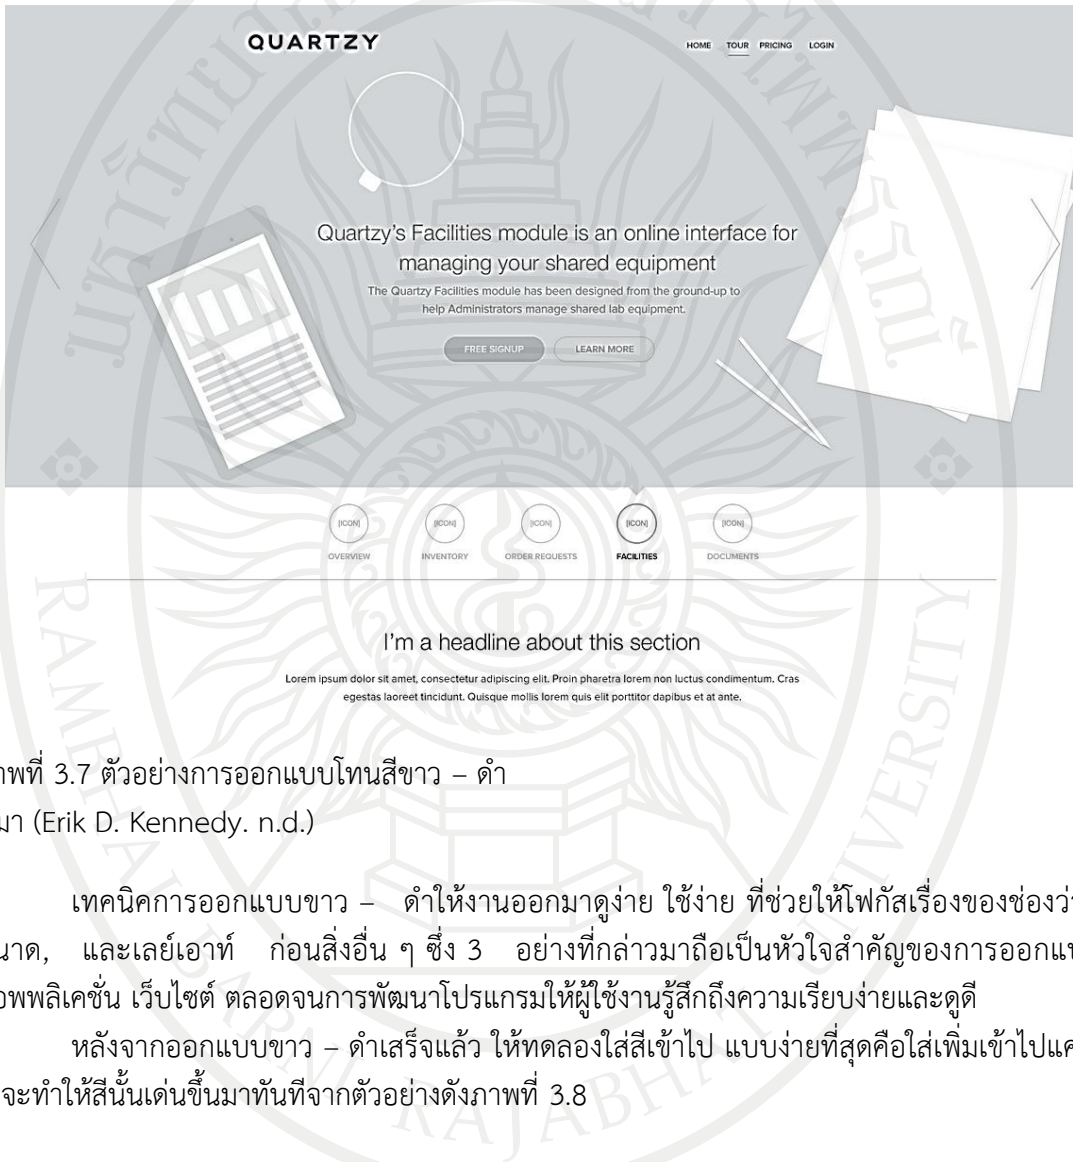 QUARTZY
HOME TOUR PRICING LOGIN
Quartzy's Facilities module is an online interface for
managing your shared equipment
The Quartzy Facilities module has been designed from the ground-up to
help Administrators manage shared lab equipment.
FREE SIGNUP LEARN MORE
[ICON] [ICON] [ICON] [ICON] [ICON]
OVERVIEW INVENTORY ORDER REQUESTS FACILITIES DOCUMENTS
I'm a headline about this section
Lorem ipsum dolor sit amet, consectetur adipiscing elit. Proin pharetra lorem non luctus condimentum. Cras
egestas laoreet tincidunt. Quisque mollis lorem quis elit porttitor dapibus et at ante.
3.7 ตัวอย่างการออกแบบโทนสีขาว – ดำ
(Erik D. Kennedy. n.d.)
เทคนิคการออกแบบขาว – ดำให้งานออกมาดูง่าย ใช้ง่าย ที่ช่วยให้โฟกัสเรื่องของ
และเลย์เอาท์ ก่อนสิ่งอื่น ๆ ซึ่ง 3 อย่างที่กล่าวมาถือเป็นหัวใจสำคัญของการ
เว็บไซต์ ตลอดจนการพัฒนาโปรแกรมให้ผู้ใช้งานรู้สึกถึงความเรียบง่ายและดูดี
หลังจากออกแบบขาว – ดำเสร็จแล้ว ให้ทดลองใส่สีเข้าไป แบบง่ายที่สุดคือใส่เพิ่มเข้าไป
จะทำให้สีนั้นเด่นขึ้นมาทันทีจากตัวอย่างดังภาพที่ 3.8
RAMBHAI BARNI RAJABHAT UNIVERSITY